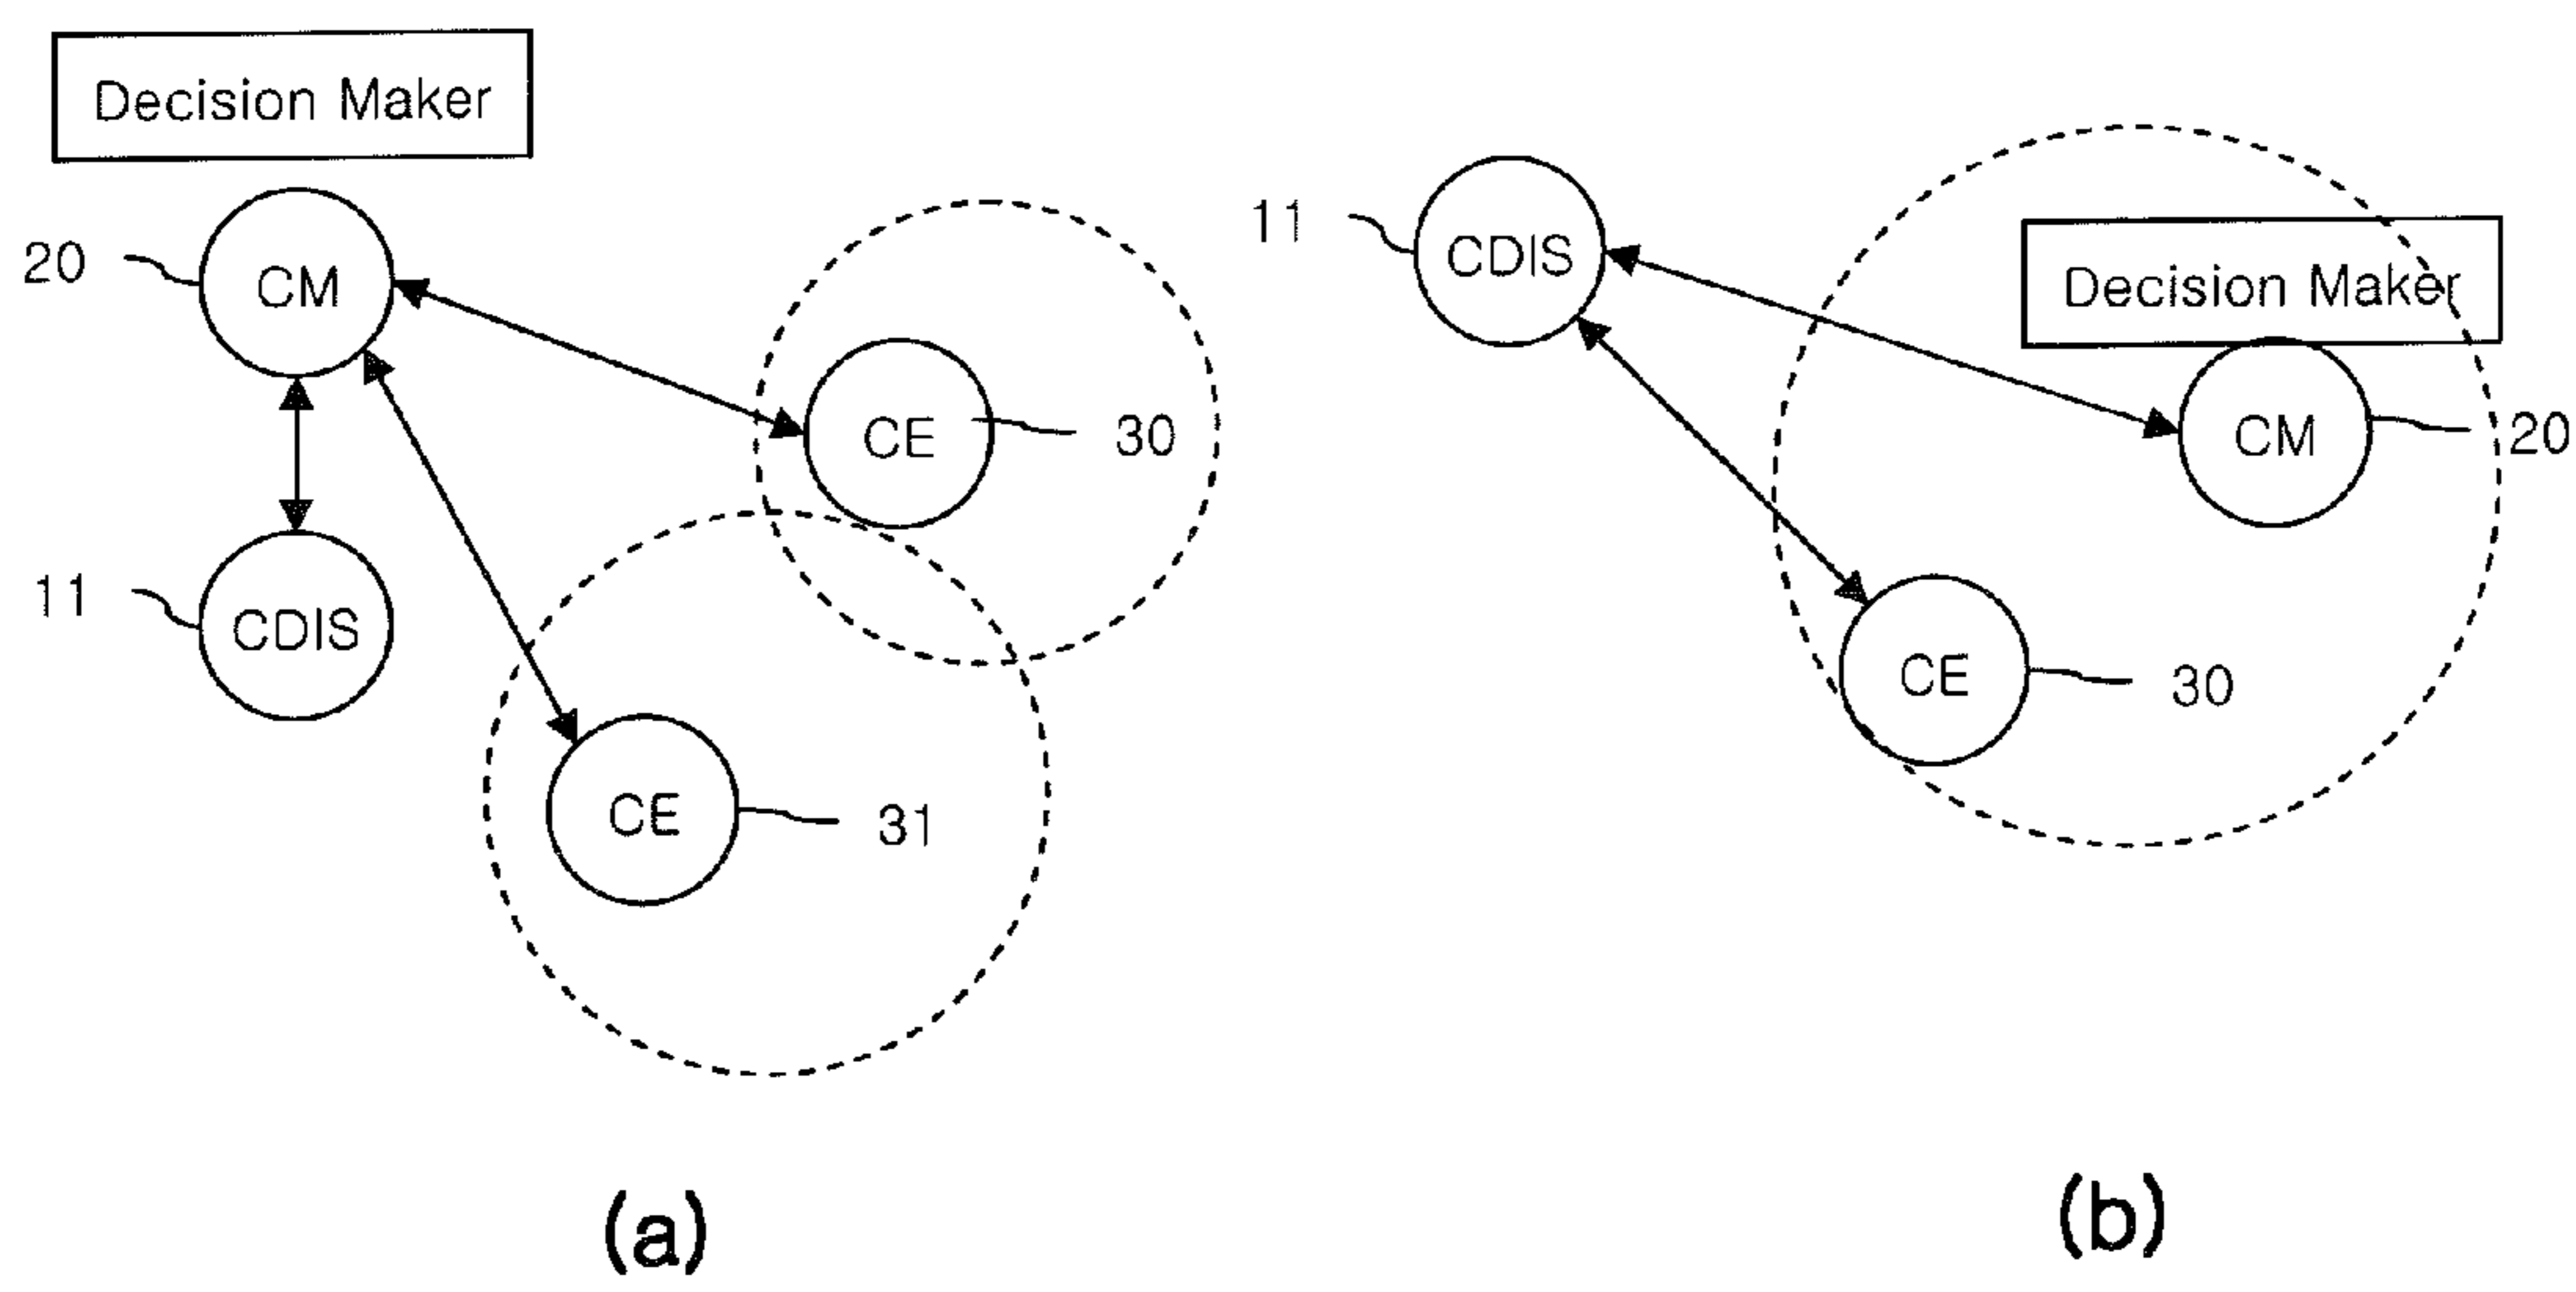 Decision Maker
20
CM
CE
30
11
CDIS
CE
31
(a)
11
CDIS
Decision Maker
CM
20
CE
30
(b)